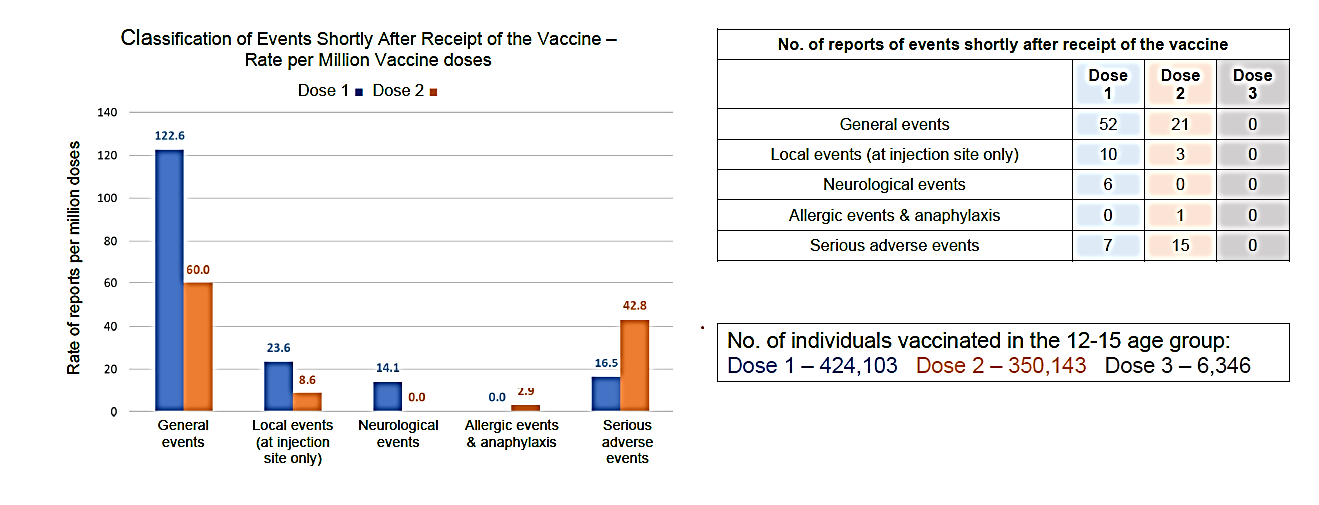 Classification of Events Shortly After Receipt of the Vaccine –
Rate per Million Vaccine doses
Dose 1 Dose 2
Rate of reports per million doses
140
120
100
80
60
40
20
0
122.6
60.0
23.6
8.6
14.1
0.0
0.0
2.9
16.5
42.8
General
events
Local events
(at injection
site only)
Neurological
events
Allergic events
& anaphylaxis
Serious
adverse
events
No. of reports of events shortly after receipt of the vaccine
Dose
1
Dose
2
Dose
3
General events 52 21 0
Local events (at injection site only) 10 3 0
Neurological events 6 0 0
Allergic events & anaphylaxis 0 1 0
Serious adverse events 7 15 0
No. of individuals vaccinated in the 12-15 age group:
Dose 1 – 424,103 Dose 2 – 350,143 Dose 3 – 6,346